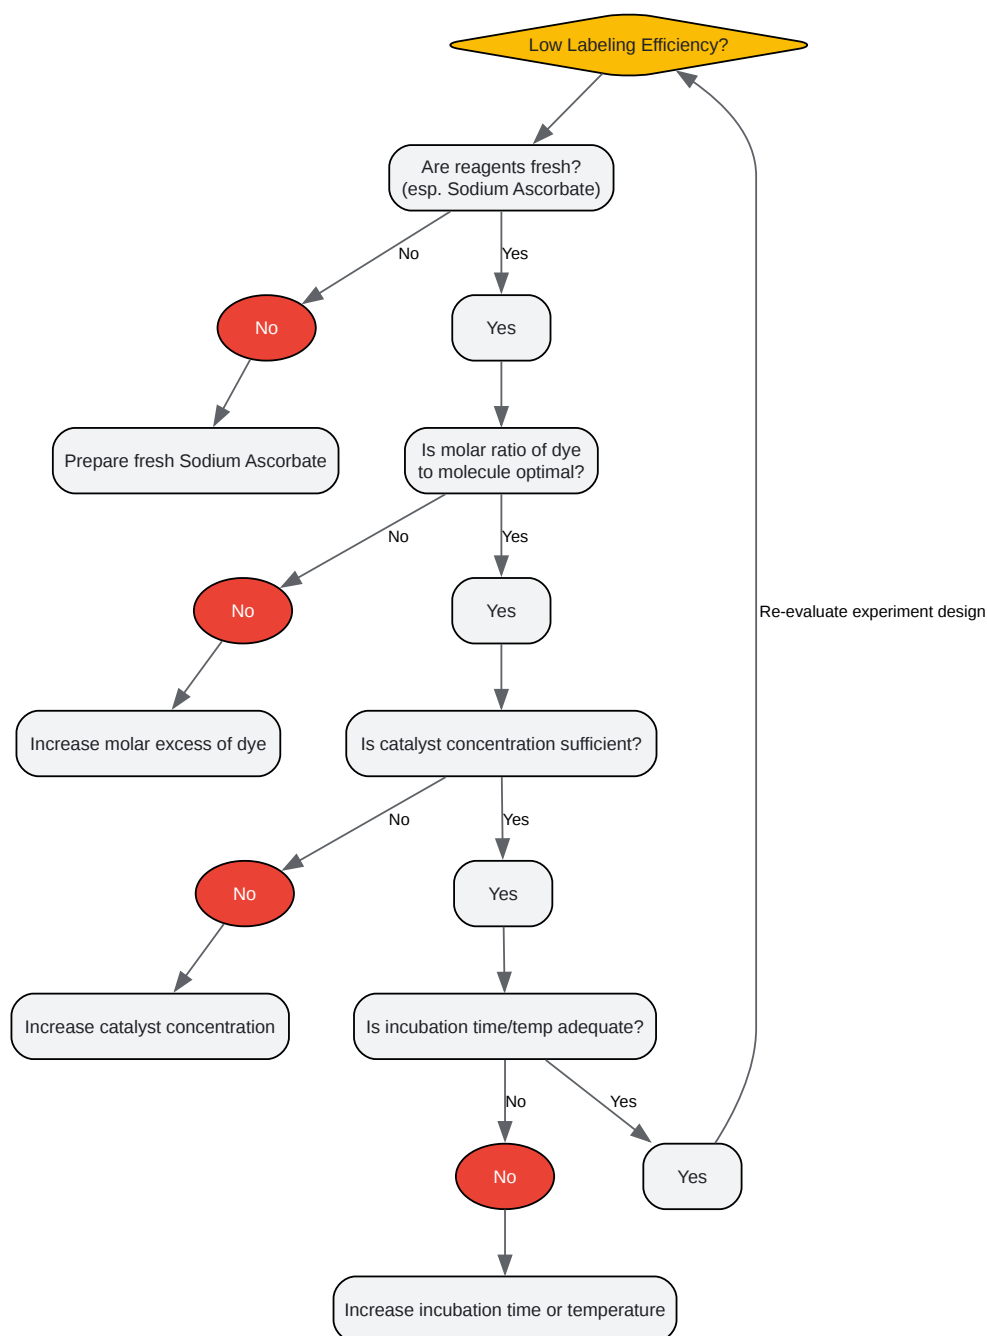 Low Labeling Efficiency?
Are reagents fresh?
(esp. Sodium Ascorbate)
No
Yes
No
Yes
Prepare fresh Sodium Ascorbate
Is molar ratio of dye
to molecule optimal?
No
Yes
No
Yes
Re-evaluate experiment design
Increase molar excess of dye
Is catalyst concentration sufficient?
No
Yes
No
Yes
Increase catalyst concentration
Is incubation time/temp adequate?
No
Yes
No
Yes
Increase incubation time or temperature